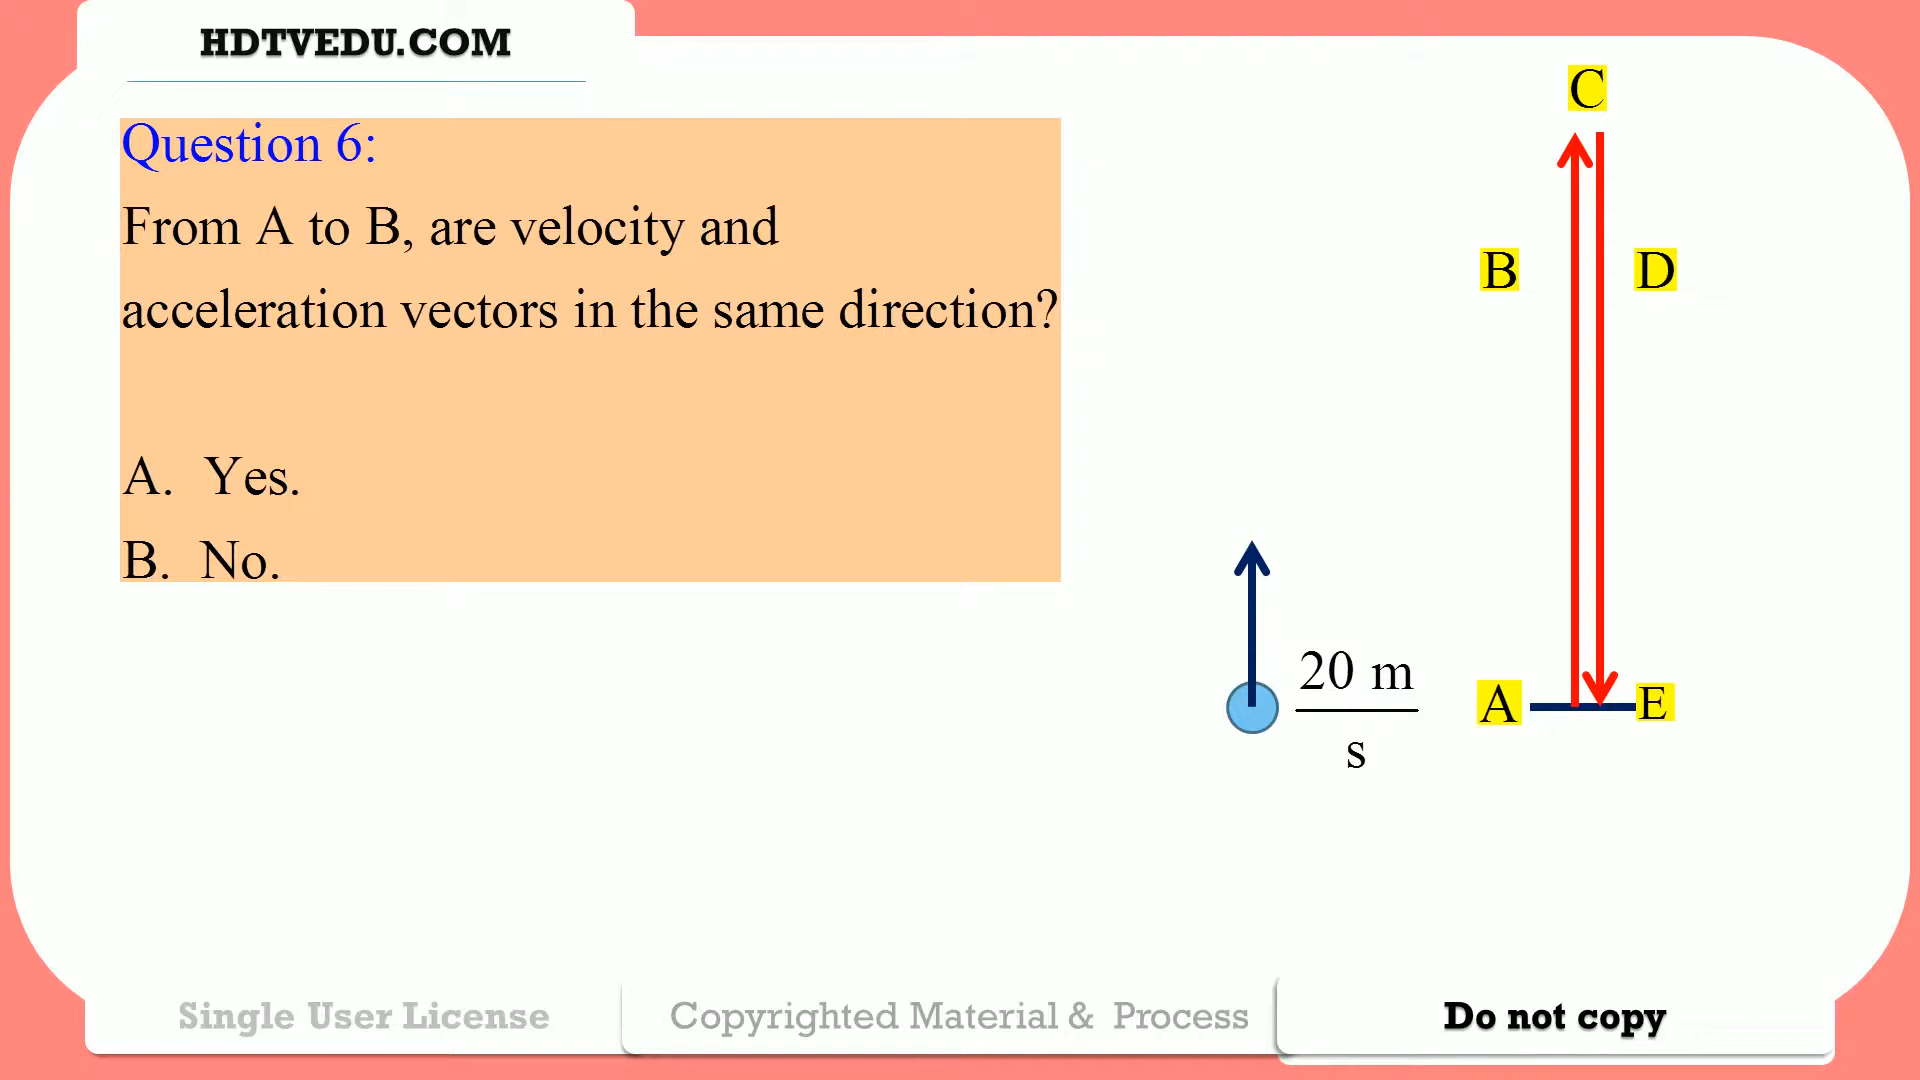 HDTVEDU.COM
Question 6:
From A to B, are velocity and
acceleration vectors in the same direction?
A. Yes.
B. No.
C
B
D
20 m
s
A
E
Single User License
Copyrighted Material & Process
Do not copy